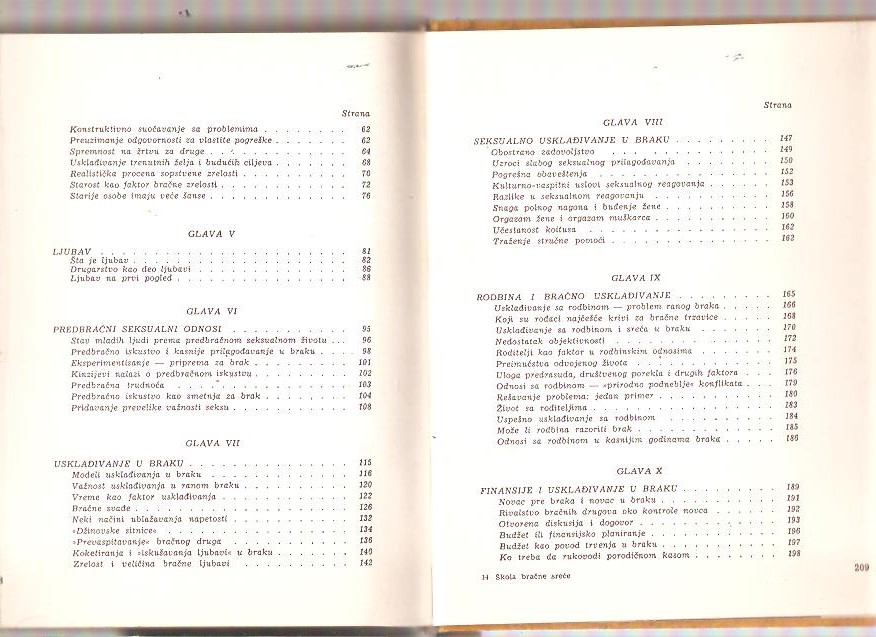 Strana
Konstruktivno suočavanje sa problemima . . . . . . . . 62
Preuzimanje odgovornosti za vlastite pogreške . . . . . . . 62
Spremnost na žrtvu za druge . . . . . . . . . . . 64
Usklađivanje trenutnih želja i budućih ciljeva . . . . . . . 68
Realistička procena sopstvene zrelosti . . . . . . . . . 70
Starost kao faktor bračne zrelosti . . . . . . . . . . 72
Starije osobe imaju veće šanse . . . . . . . . . . . 76
GLAVA V
LJUBAV . . . . . . . . . . . . . . . . . . 81
Šta je ljubav . . . . . . . . . . . . . . . . 82
Drugarstvo kao deo ljubavi . . . . . . . . . . . . 86
Ljubav na prvi pogled . . . . . . . . . . . . . 88
GLAVA VI
PREDBRAČNI SEKSUALNI ODNOSI . . . . . . . . . . 95
Stav mladih ljudi prema predbračnom seksualnom životu . . . 96
Predbračno iskustvo i kasnije prilagođavanje u braku . . . . 98
Eksperimentisanje — priprema za brak . . . . . . . . 101
Kinzijevi nalazi o predbračnom iskustvu . . . . . . . . 102
Predbračna trudnoća . . . . . . . . . . . . . 103
Predbračno iskustvo kao smetnja za brak . . . . . . . . 104
Pridavanje prevelike važnosti seksu . . . . . . . . . 108
GLAVA VII
USKLAĐIVANJE U BRAKU . . . . . . . . . . . . . 115
Modeli usklađivanja u braku . . . . . . . . . . . 116
Važnost usklađivanja u ranom braku . . . . . . . . . 120
Vreme kao faktor usklađivanja . . . . . . . . . . . 122
Bračne svađe . . . . . . . . . . . . . . . . 126
Neki načini ublažavanja napetosti . . . . . . . . . . 132
»Džinovske sitnice« . . . . . . . . . . . . . . 134
»Prevaspitavanje« bračnog druga . . . . . . . . . . 136
Koketiranja i »iskušavanja ljubavi« u braku . . . . . . . 140
Zrelost i veličina bračne ljubavi . . . . . . . . . 142
Strana
GLAVA VIII
SEKSUALNO USKLAĐIVANJE U BRAKU . . . . . . . . . 147
Obostrano zadovoljstvo . . . . . . . . . . . . 149
Uzroci slabog seksualnog prilagođavanja . . . . . . . . 150
Pogrešna obaveštenja . . . . . . . . . . . . . 152
Kulturno-vaspitni uslovi seksualnog reagovanja . . . . . . 153
Razlike u seksualnom reagovanju . . . . . . . . . . 156
Snaga polnog nagona i buđenje žene . . . . . . . . . 158
Orgazam žene i orgazam muškarca . . . . . . . . . . 160
Učestanost koitusa . . . . . . . . . . . . . . 162
Traženje stručne pomoći . . . . . . . . . . . . . 162
GLAVA IX
RODBINA I BRAČNO USKLAĐIVANJE . . . . . . . . . 165
Usklađivanje sa rodbinom — problem ranog braka . . . . . 166
Koji su rođaci najčešće krivi za bračne trzavice . . . . . 168
Usklađivanje sa rodbinom i sreća u braku . . . . . . . 170
Nedostatak objektivnosti . . . . . . . . . . . . 172
Roditelji kao faktor u rodbinskim odnosima . . . . . . . 174
Preimućstva odvojenog života . . . . . . . . . . . 175
Uloga predrasuda, društvenog porekla i drugih faktora . . . . 176
Odnosi sa rodbinom — »prirodno podneblje« konflikata . . . 179
Rešavanje problema: jedan primer . . . . . . . . . . 180
Život sa roditeljima . . . . . . . . . . . . . . 183
Uspešno usklađivanje sa rodbinom . . . . . . . . . 184
Može li rodbina razoriti brak . . . . . . . . . . . 185
Odnosi sa rodbinom u kasnijim godinama braka . . . . . 186
GLAVA X
FINANSIJE I USKLAĐIVANJE U BRAKU . . . . . . . . . 189
Novac pre braka i novac u braku . . . . . . . . . . 191
Rivalstvo bračnih drugova oko kontrole novca . . . . . . 192
Otvorena diskusija i dogovor . . . . . . . . . . . 193
Budžet ili finansijsko planiranje . . . . . . . . . . 196
Budžet kao povod trvenja u braku . . . . . . . . . . 197
Ko treba da rukovodi porodičnom kasom . . . . . . . . 198
14 Škola bračne sreće
209